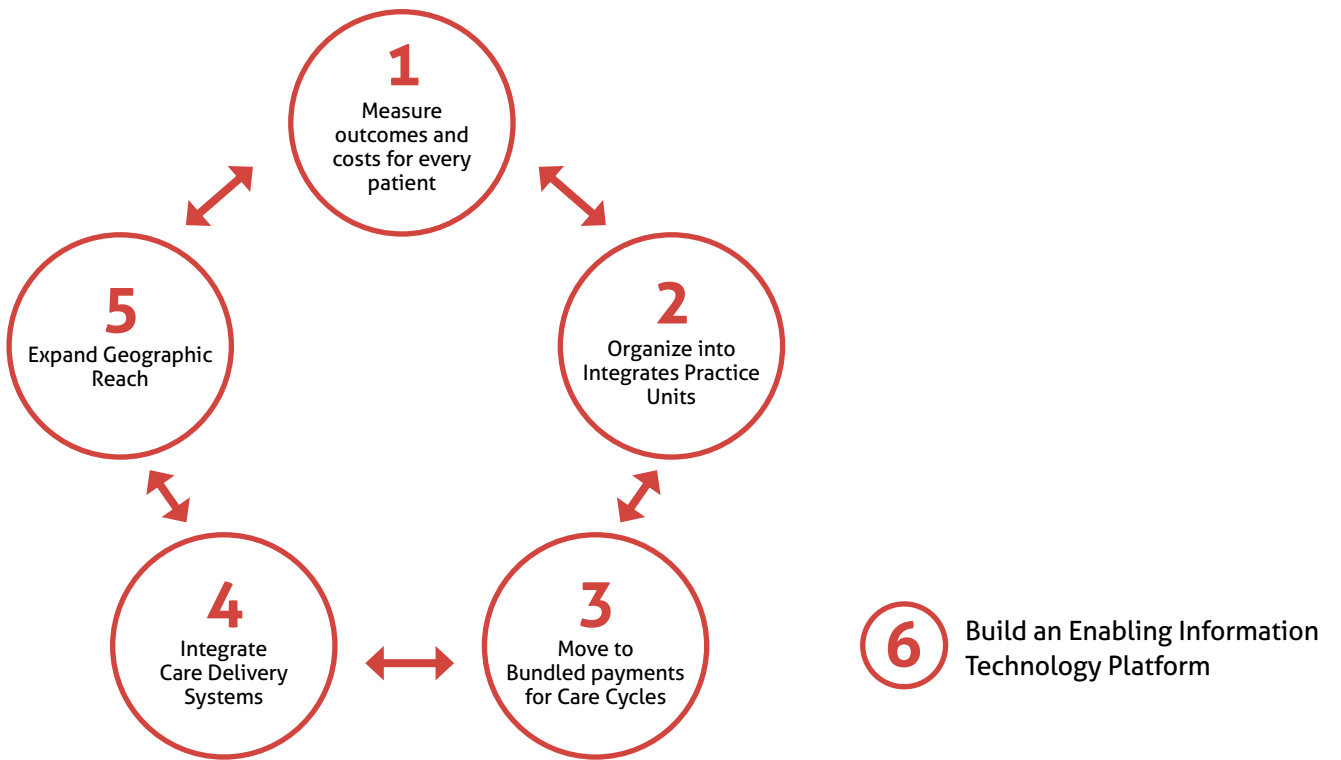 1
Measure
outcomes and
costs for every
patient
2
Organize into
Integrates Practice
Units
3
Move to
Bundled payments
for Care Cycles
4
Integrate
Care Delivery
Systems
5
Expand Geographic
Reach
6
Build an Enabling Information
Technology Platform